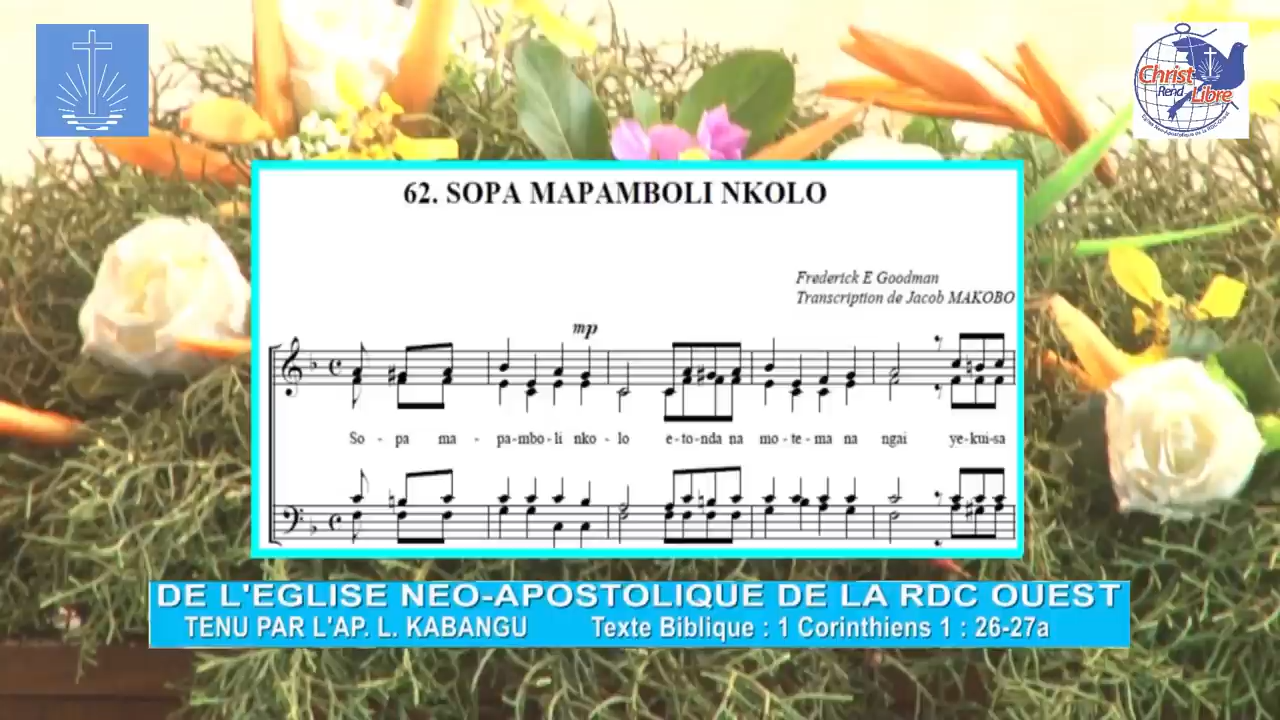 Christ
Rend
Libre
62. SOPA MAPAMBOLI NKOLO
Frederick E Goodman
Transcription de Jacob MAKOBO
mp
So - pa ma - pa-mbo-li nko - lo e-to-nda na mo-te-ma na ngai ye-kui-sa
DE L'EGLISE NEO-APOSTOLIQUE DE LA RDC OUEST
TENU PAR L'AP. L. KABANGU Texte Biblique : 1 Corinthiens 1 : 26-27a